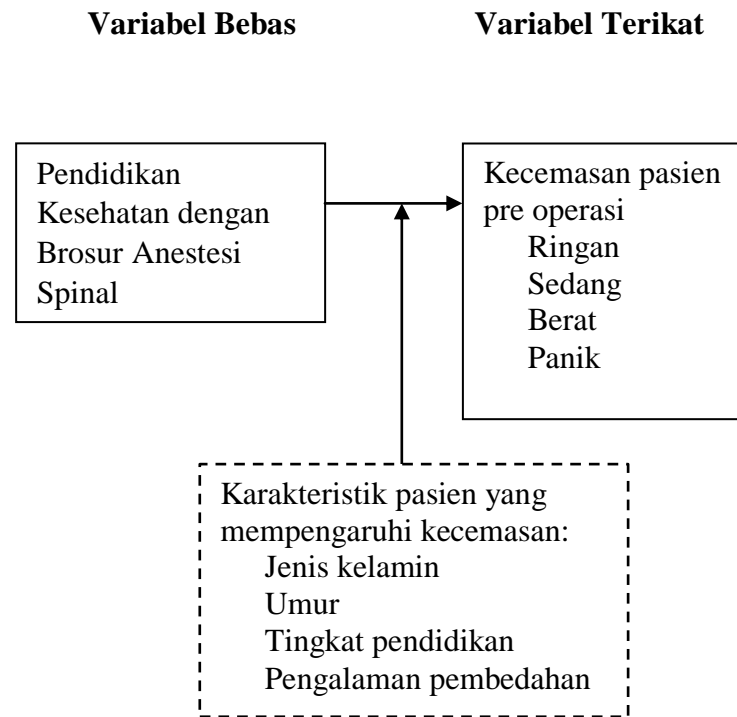 Variabel Bebas
Variabel Terikat
Pendidikan
Kesehatan dengan
Brosur Anestesi
Spinal
Kecemasan pasien
pre operasi
Ringan
Sedang
Berat
Panik
Karakteristik pasien yang
mempengaruhi kecemasan:
Jenis kelamin
Umur
Tingkat pendidikan
Pengalaman pembedahan